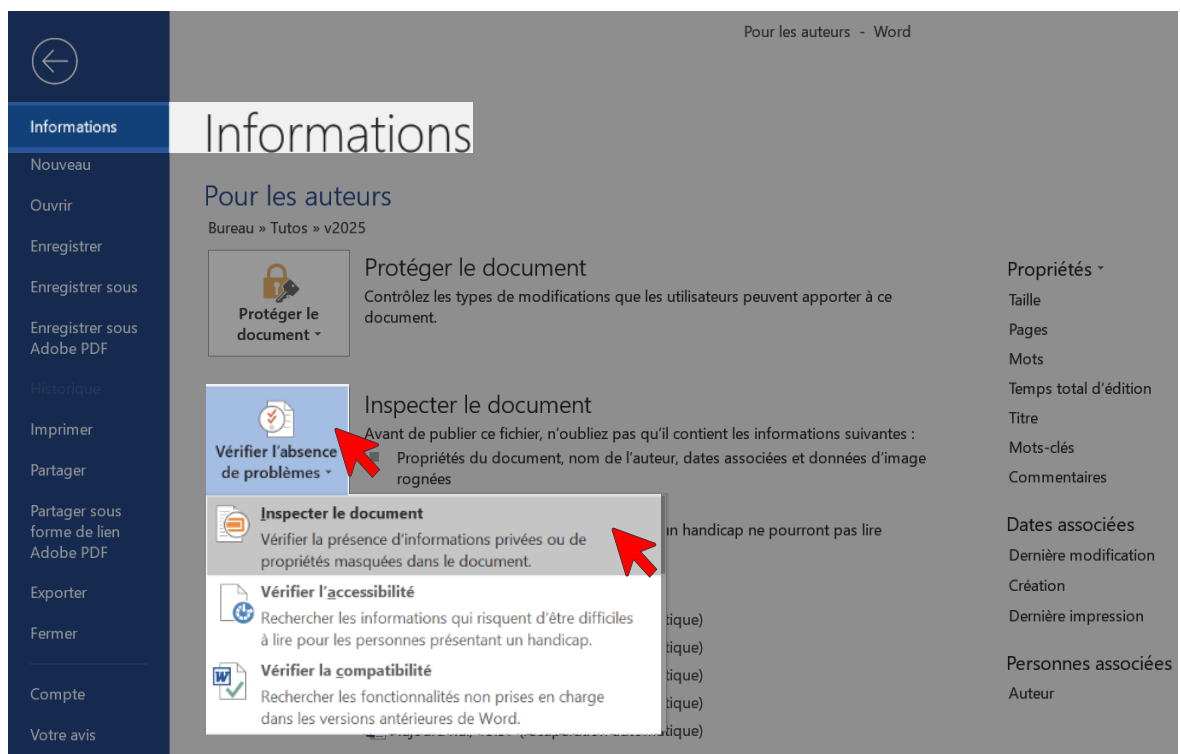 Pour les auteurs - Word
Informations
Nouveau
Ouvrir
Enregistrer
Enregistrer sous
Enregistrer sous
Adobe PDF
Historique
Imprimer
Partager
Partager sous
forme de lien
Adobe PDF
Exporter
Fermer
Compte
Votre avis
Informations
Pour les auteurs
Bureau » Tutos » v2025
Protéger le
document
Protéger le document
Contrôlez les types de modifications que les utilisateurs peuvent apporter à ce
document.
Vérifier l'absence
de problèmes
Inspecter le document
Avant de publier ce fichier, n'oubliez pas qu'il contient les informations suivantes :
Propriétés du document, nom de l'auteur, dates associées et données d'image
rognées
un handicap ne pourront pas lire
Inspecter le document
Vérifier la présence d'informations privées ou de
propriétés masquées dans le document.
Vérifier l'accessibilité
Rechercher les informations qui risquent d'être difficiles
à lire pour les personnes présentant un handicap.
Vérifier la compatibilité
Rechercher les fonctionnalités non prises en charge
dans les versions antérieures de Word.
tique)
tique)
tique)
tique)
tique)
Propriétés
Taille
Pages
Mots
Temps total d'édition
Titre
Mots-clés
Commentaires
Dates associées
Dernière modification
Création
Dernière impression
Personnes associées
Auteur